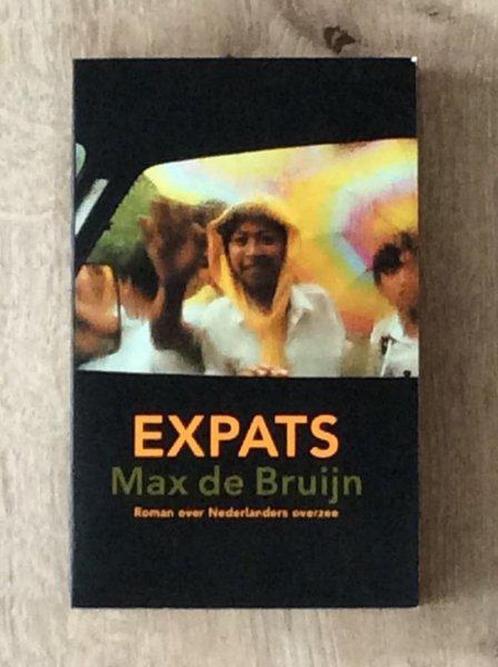 EXPATS
Max de Bruijn
Roman over Nederlanders overzee